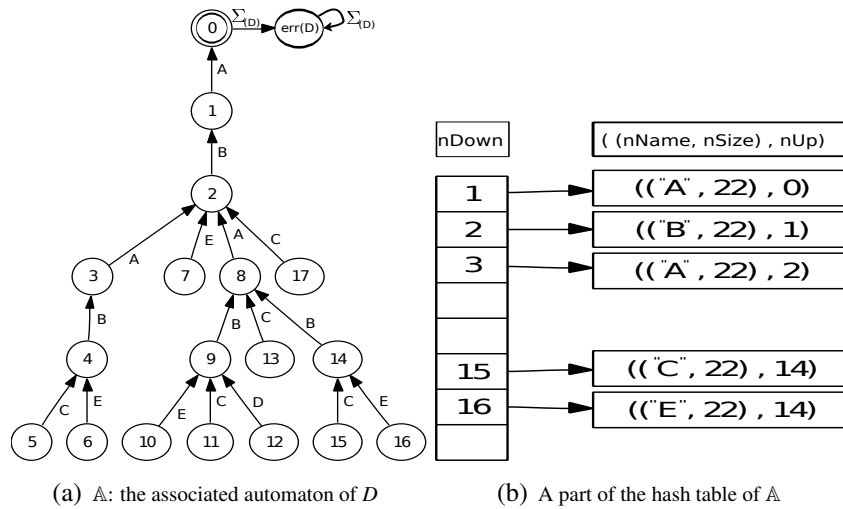 0 Σ(D) err(D) Σ(D)
A
1
B
2
A E A C
3 7 8 17
B B C B
4 9 13 14
C E E C D C E
5 6 10 11 12 15 16
(a) 𝔸: the associated automaton of D
nDown ( (nName, nSize) , nUp)
1 (("A" , 22) , 0)
2 (("B" , 22) , 1)
3 (("A" , 22) , 2)
15 (("C" , 22) , 14)
16 (("E" , 22) , 14)
(b) A part of the hash table of 𝔸